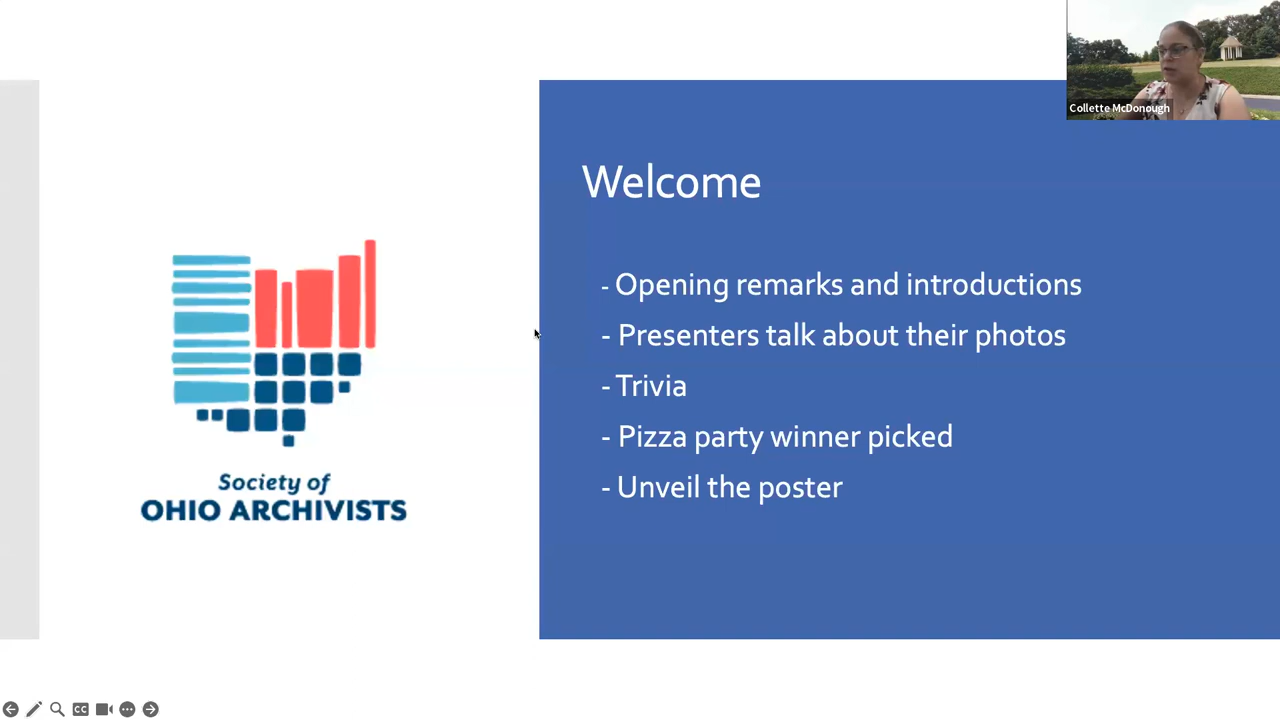 Collette McDonough
Welcome
- Opening remarks and introductions
- Presenters talk about their photos
- Trivia
- Pizza party winner picked
- Unveil the poster
Society of
OHIO ARCHIVISTS
CC